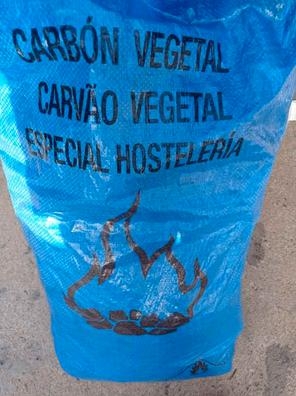 CARBÓN VEGETAL
CARVÃO VEGETAL
ESPECIAL HOSTELERÍA